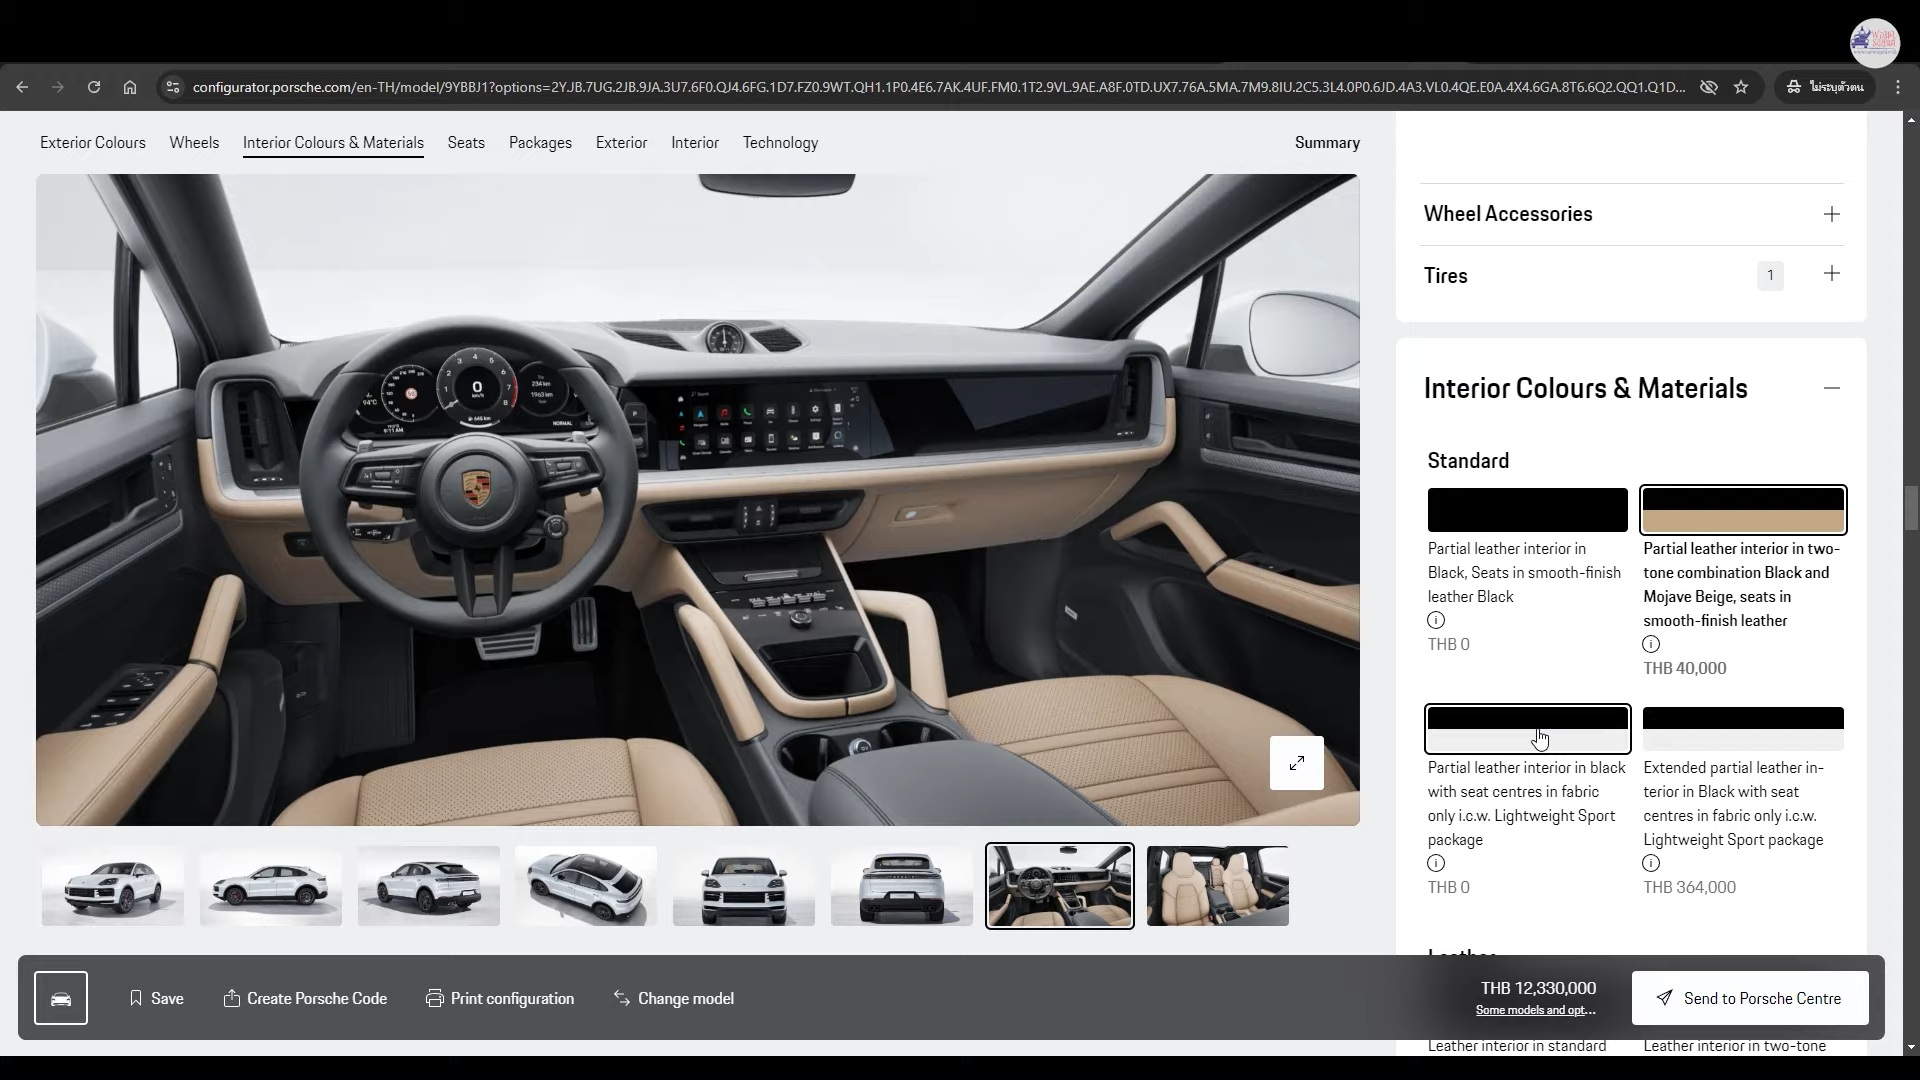 configurator.porsche.com/en-TH/model/9YBBJ1?options=2Y.JB.7UG.2JB.9JA.3U7.6F0.QJ4.6FG.1D7.FZ0.9WT.QH1.1P0.4E6.7AK.4UF.FM0.1T2.9VL.9AE.A8F.0TD.UX7.76A.5MA.7M9.8IU.2C5.3L4.0P0.6JD.4A3.VL0.4QE.E0A.4X4.6GA.8T6.6Q2.QQ1.Q1D...
ไม่ระบุตัวตน
Exterior Colours
Wheels
Interior Colours & Materials
Seats
Packages
Exterior
Interior
Technology
Summary
Wheel Accessories
Tires
1
Interior Colours & Materials
Standard
Partial leather interior in
Black, Seats in smooth-finish
leather Black
THB 0
Partial leather interior in two-
tone combination Black and
Mojave Beige, seats in
smooth-finish leather
THB 40,000
Partial leather interior in black
with seat centres in fabric
only i.c.w. Lightweight Sport
package
THB 0
Extended partial leather in-
terior in Black with seat
centres in fabric only i.c.w.
Lightweight Sport package
THB 364,000
Leather
Leather interior in standard
Leather interior in two-tone
Save
Create Porsche Code
Print configuration
Change model
THB 12,330,000
Some models and opt...
Send to Porsche Centre